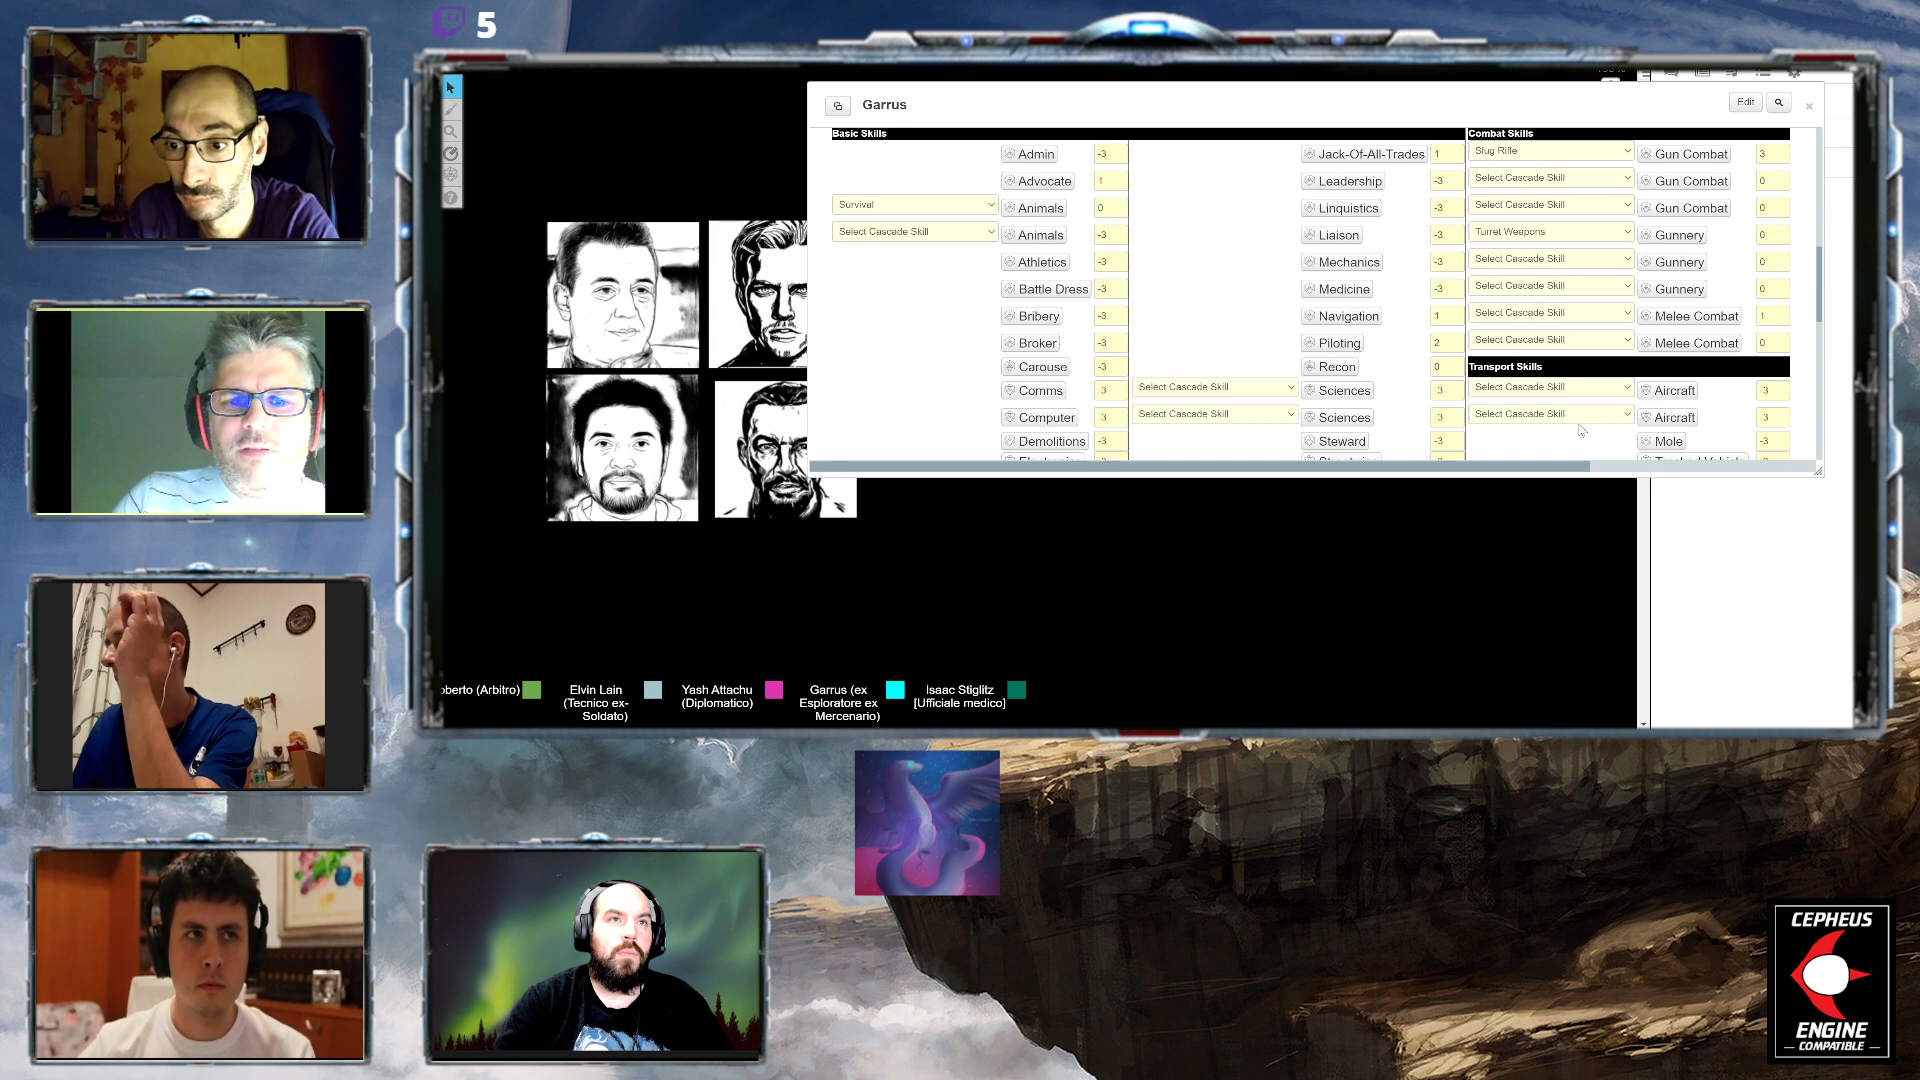 5
Garrus
Edit
Basic Skills
Combat Skills
Admin -3
Jack-Of-All-Trades 1
Slug Rifle Gun Combat 3
Advocate 1
Leadership -3
Select Cascade Skill Gun Combat 0
Survival Animals 0
Linquistics -3
Select Cascade Skill Gun Combat 0
Select Cascade Skill Animals -3
Liaison -3
Turret Weapons Gunnery 0
Athletics -3
Mechanics -3
Select Cascade Skill Gunnery 0
Battle Dress -3
Medicine -3
Select Cascade Skill Gunnery 0
Bribery -3
Navigation 1
Select Cascade Skill Melee Combat 1
Broker -3
Piloting 2
Select Cascade Skill Melee Combat 0
Carouse -3
Recon 0
Transport Skills
Comms 3
Select Cascade Skill Sciences 3
Select Cascade Skill Aircraft 3
Computer 3
Select Cascade Skill Sciences 3
Select Cascade Skill Aircraft 3
Demolitions -3
Steward -3
Mole -3
oberto (Arbitro)
Elvin Lain
(Tecnico ex-
Soldato)
Yash Attachu
(Diplomatico)
Garrus (ex
Esploratore ex
Mercenario)
Isaac Stiglitz
[Ufficiale medico]
CEPHEUS
ENGINE
— COMPATIBLE —